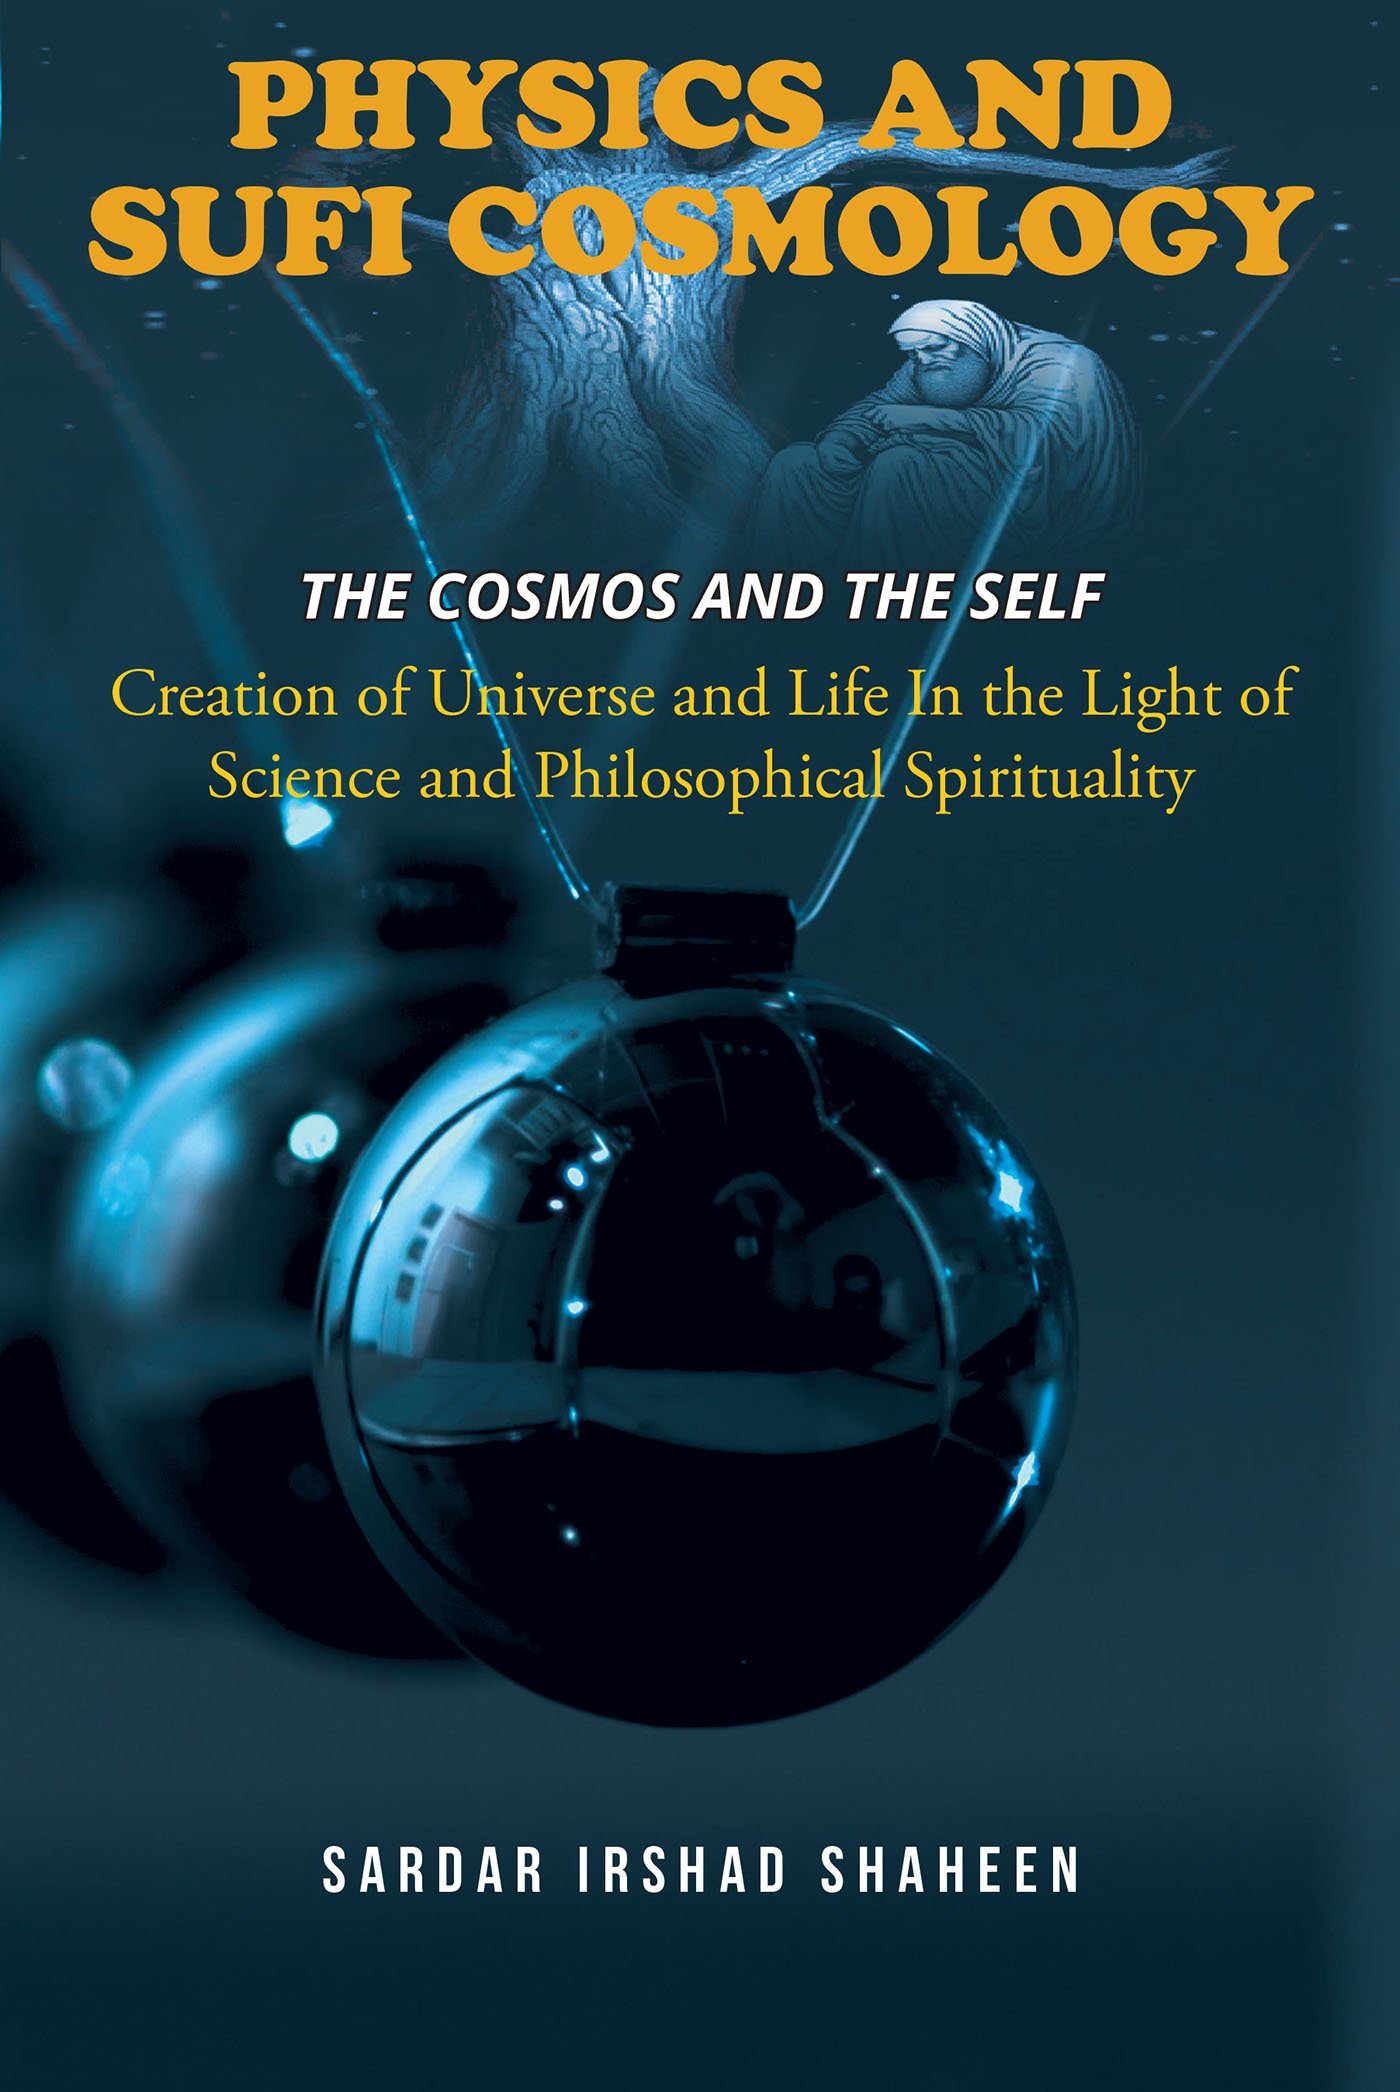 PHYSICS AND
SUFI COSMOLOGY
THE COSMOS AND THE SELF
Creation of Universe and Life In the Light of
Science and Philosophical Spirituality
SARDAR IRSHAD SHAHEEN